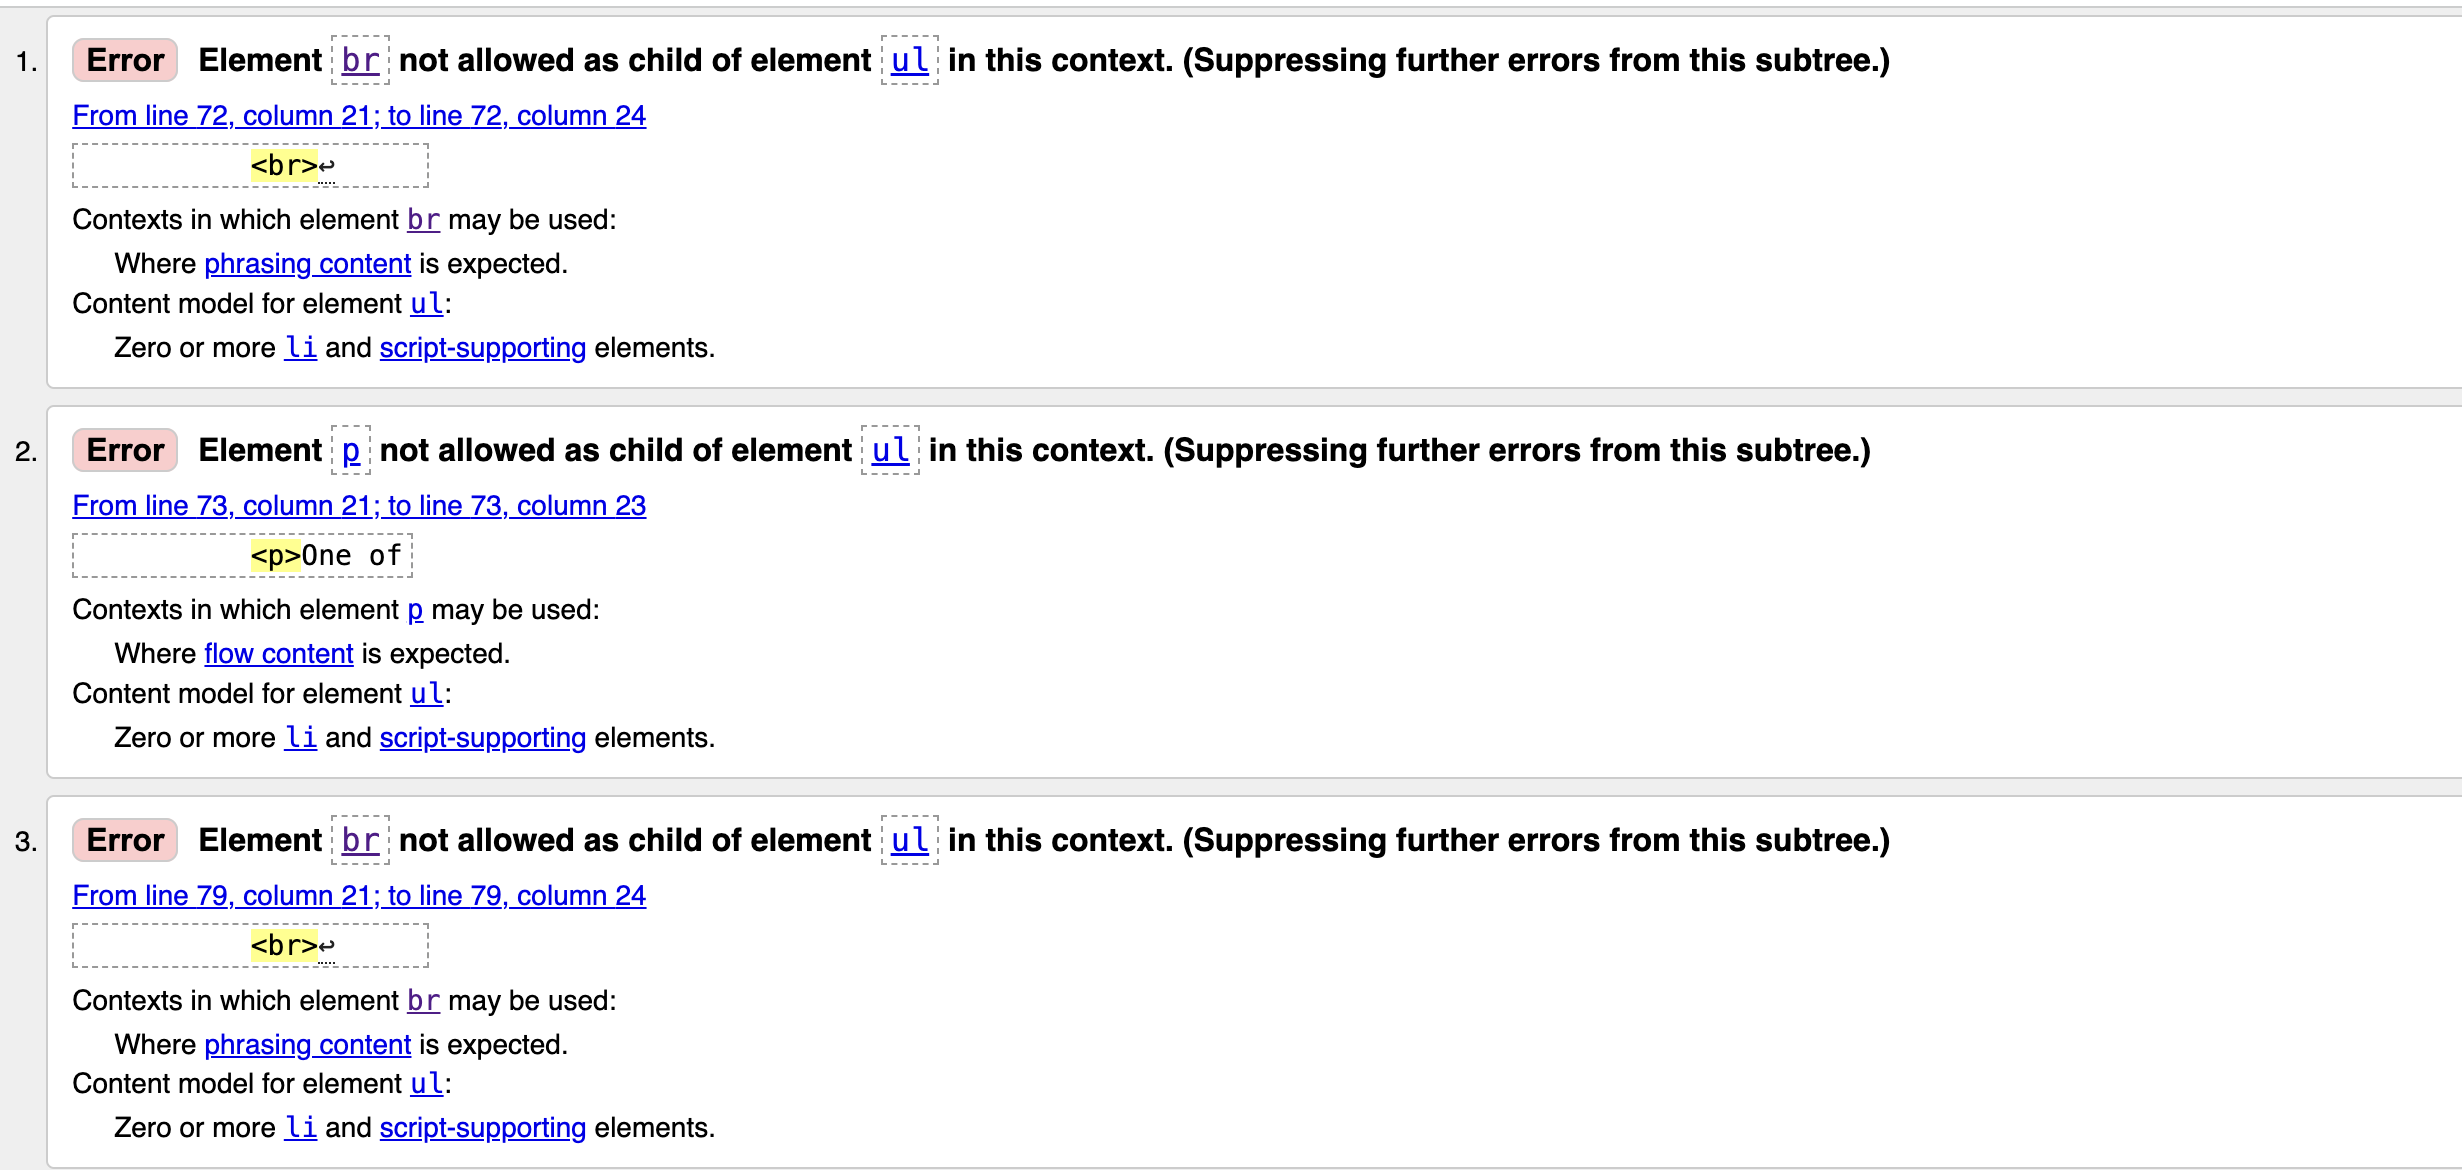 1. Error Element br not allowed as child of element ul in this context. (Suppressing further errors from this subtree.)
From line 72, column 21; to line 72, column 24
<br>↩
Contexts in which element br may be used:
Where phrasing content is expected.
Content model for element ul:
Zero or more li and script-supporting elements.
2. Error Element p not allowed as child of element ul in this context. (Suppressing further errors from this subtree.)
From line 73, column 21; to line 73, column 23
<p>One of
Contexts in which element p may be used:
Where flow content is expected.
Content model for element ul:
Zero or more li and script-supporting elements.
3. Error Element br not allowed as child of element ul in this context. (Suppressing further errors from this subtree.)
From line 79, column 21; to line 79, column 24
<br>↩
Contexts in which element br may be used:
Where phrasing content is expected.
Content model for element ul:
Zero or more li and script-supporting elements.